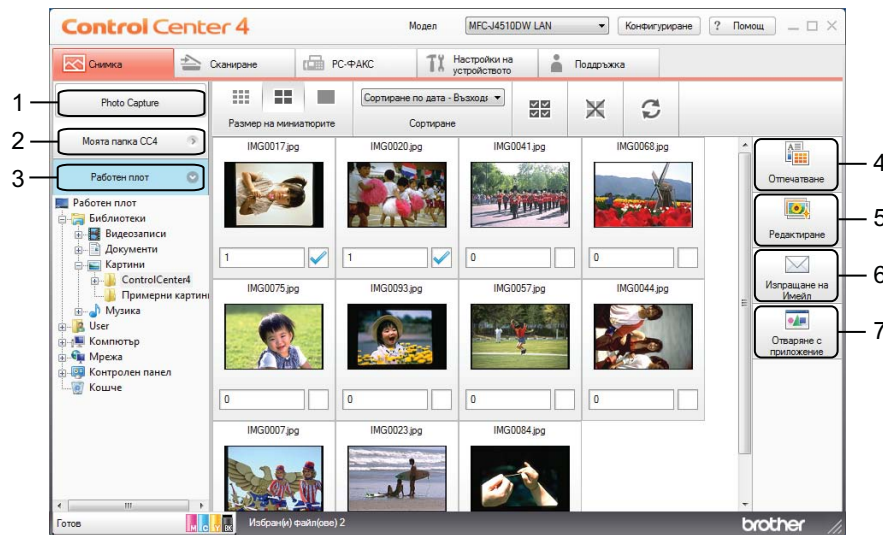 Control Center 4
Модел
MFC-J4510DW LAN
Конфигуриране
? Помощ
Снимка
Сканиране
PC-ФАКС
Настройки на
устройството
Поддръжка
1
Photo Capture
2
Моята папка CC4
3
Работен плот
Размер на миниатюрите
Сортиране по дата - Възходя
Сортиране
Работен плот
Библиотеки
Видеозаписи
Документи
Картини
ControlCenter4
Примерни картини
Музика
User
Компютър
Мрежа
Контролен панел
Кошче
IMG0017.jpg
IMG0020.jpg
IMG0041.jpg
IMG0068.jpg
1
1
0
0
IMG0075.jpg
IMG0093.jpg
IMG0057.jpg
IMG0044.jpg
0
0
0
0
IMG0007.jpg
IMG0023.jpg
IMG0084.jpg
Отпечатване
4
Редактиране
5
Изпращане на
Имейл
6
Отваряне с
приложение
7
Готов
M C Y BK
Избран(и) файл(ове) 2
brother